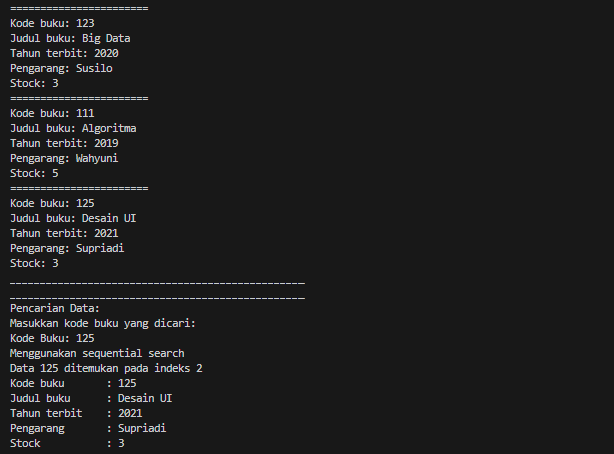 =======================
Kode buku: 123
Judul buku: Big Data
Tahun terbit: 2020
Pengarang: Susilo
Stock: 3
=======================
Kode buku: 111
Judul buku: Algoritma
Tahun terbit: 2019
Pengarang: Wahyuni
Stock: 5
=======================
Kode buku: 125
Judul buku: Desain UI
Tahun terbit: 2021
Pengarang: Supriadi
Stock: 3
_________________________________________________
_________________________________________________
Pencarian Data:
Masukkan kode buku yang dicari:
Kode Buku: 125
Menggunakan sequential search
Data 125 ditemukan pada indeks 2
Kode buku       : 125
Judul buku      : Desain UI
Tahun terbit    : 2021
Pengarang       : Supriadi
Stock           : 3